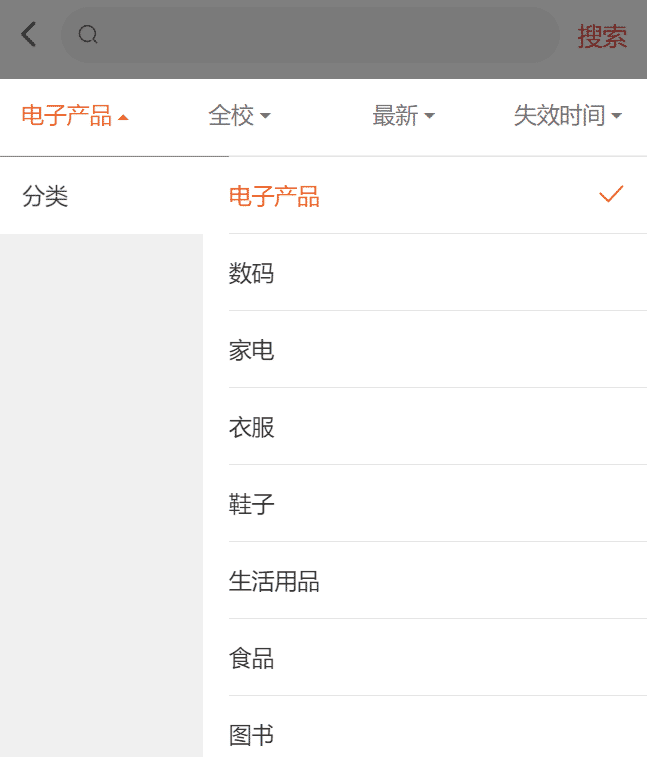 搜索
电子产品 全校 最新 失效时间
分类
电子产品
数码
家电
衣服
鞋子
生活用品
食品
图书